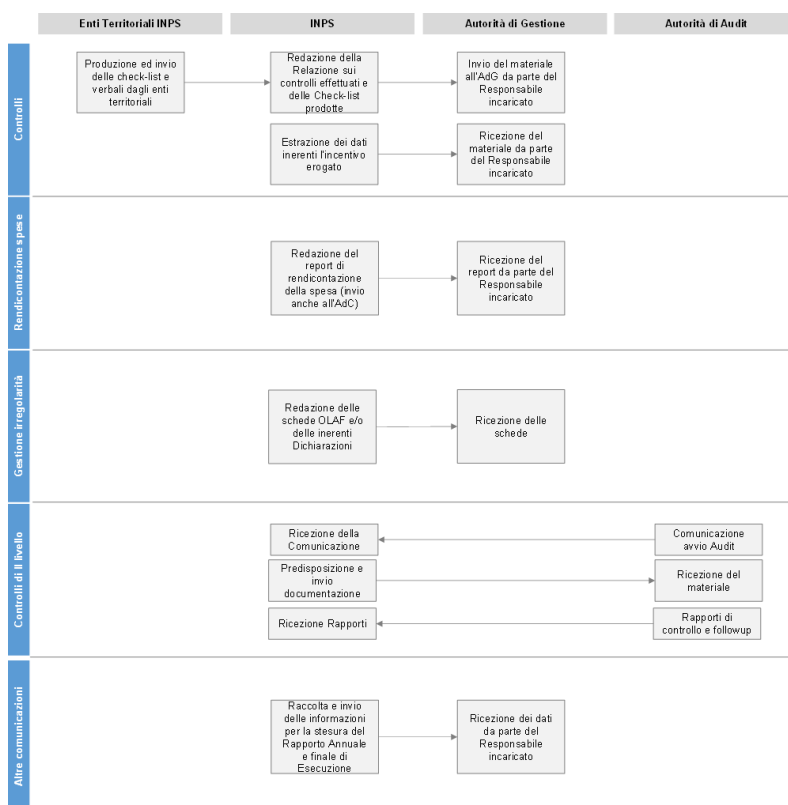 Enti Territoriali INPS
INPS
Autorità di Gestione
Autorità di Audit
Controlli
Produzione ed invio
delle check-list e
verbali dagli enti
territoriali
Redazione della
Relazione sui
controlli effettuati e
delle Check-list
prodotte
Invio del materiale
all'AdG da parte del
Responsabile
incaricato
Estrazione dei dati
inerenti l'incentivo
erogato
Ricezione del
materiale da parte
del Responsabile
incaricato
Rendicontazione spese
Redazione del
report di
rendicontazione
della spesa (invio
anche all'AdC)
Ricezione del
report da parte del
Responsabile
incaricato
Gestione irregolarità
Redazione delle
schede OLAF e/o
delle inerenti
Dichiarazioni
Ricezione delle
schede
Controlli di II livello
Ricezione della
Comunicazione
Comunicazione
avvio Audit
Predisposizione e
invio
documentazione
Ricezione del
materiale
Ricezione Rapporti
Rapporti di
controllo e followup
Altre comunicazioni
Raccolta e invio
delle informazioni
per la stesura del
Rapporto Annuale
e finale di
Esecuzione
Ricezione dei dati
da parte del
Responsabile
incaricato